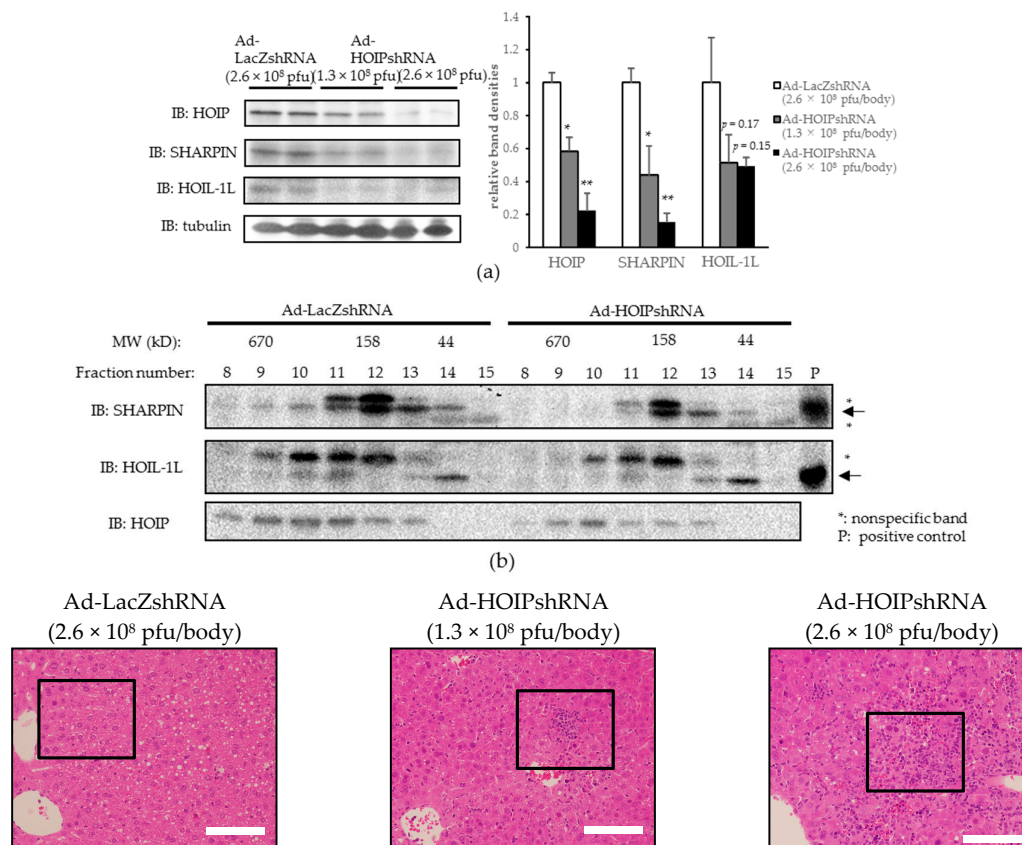 Ad-
LacZshRNA
(2.6 × 10⁸ pfu)
Ad-
HOIPshRNA
(1.3 × 10⁸ pfu)
(2.6 × 10⁸ pfu).
IB: HOIP
IB: SHARPIN
IB: HOIL-1L
IB: tubulin
relative band densities
1.4
1.2
1
0.8
0.6
0.4
0.2
0
*
**
*
**
p = 0.17
p = 0.15
HOIP
SHARPIN
HOIL-1L
Ad-LacZshRNA
(2.6 × 10⁸ pfu/body)
Ad-HOIPshRNA
(1.3 × 10⁸ pfu/body)
Ad-HOIPshRNA
(2.6 × 10⁸ pfu/body)
(a)
Ad-LacZshRNA Ad-HOIPshRNA
MW (kD): 670 158 44 670 158 44
Fraction number: 8 9 10 11 12 13 14 15 8 9 10 11 12 13 14 15 P
IB: SHARPIN
*
*
IB: HOIL-1L
*
IB: HOIP
*: nonspecific band
P: positive control
(b)
Ad-LacZshRNA
(2.6 × 10⁸ pfu/body)
Ad-HOIPshRNA
(1.3 × 10⁸ pfu/body)
Ad-HOIPshRNA
(2.6 × 10⁸ pfu/body)